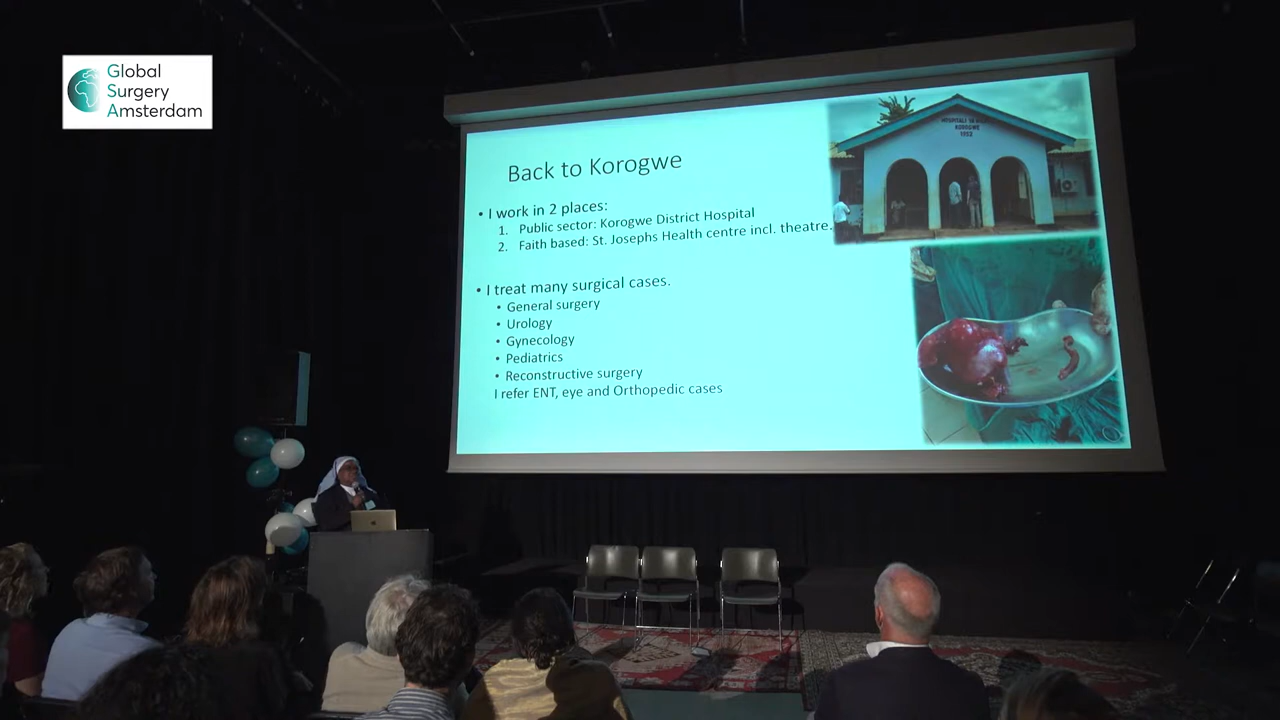 Global
Surgery
Amsterdam
Back to Korogwe
• I work in 2 places:
1. Public sector: Korogwe District Hospital
2. Faith based: St. Josephs Health centre incl. theatre.
• I treat many surgical cases.
• General surgery
• Urology
• Gynecology
• Pediatrics
• Reconstructive surgery
I refer ENT, eye and Orthopedic cases
KOROGWE
1952